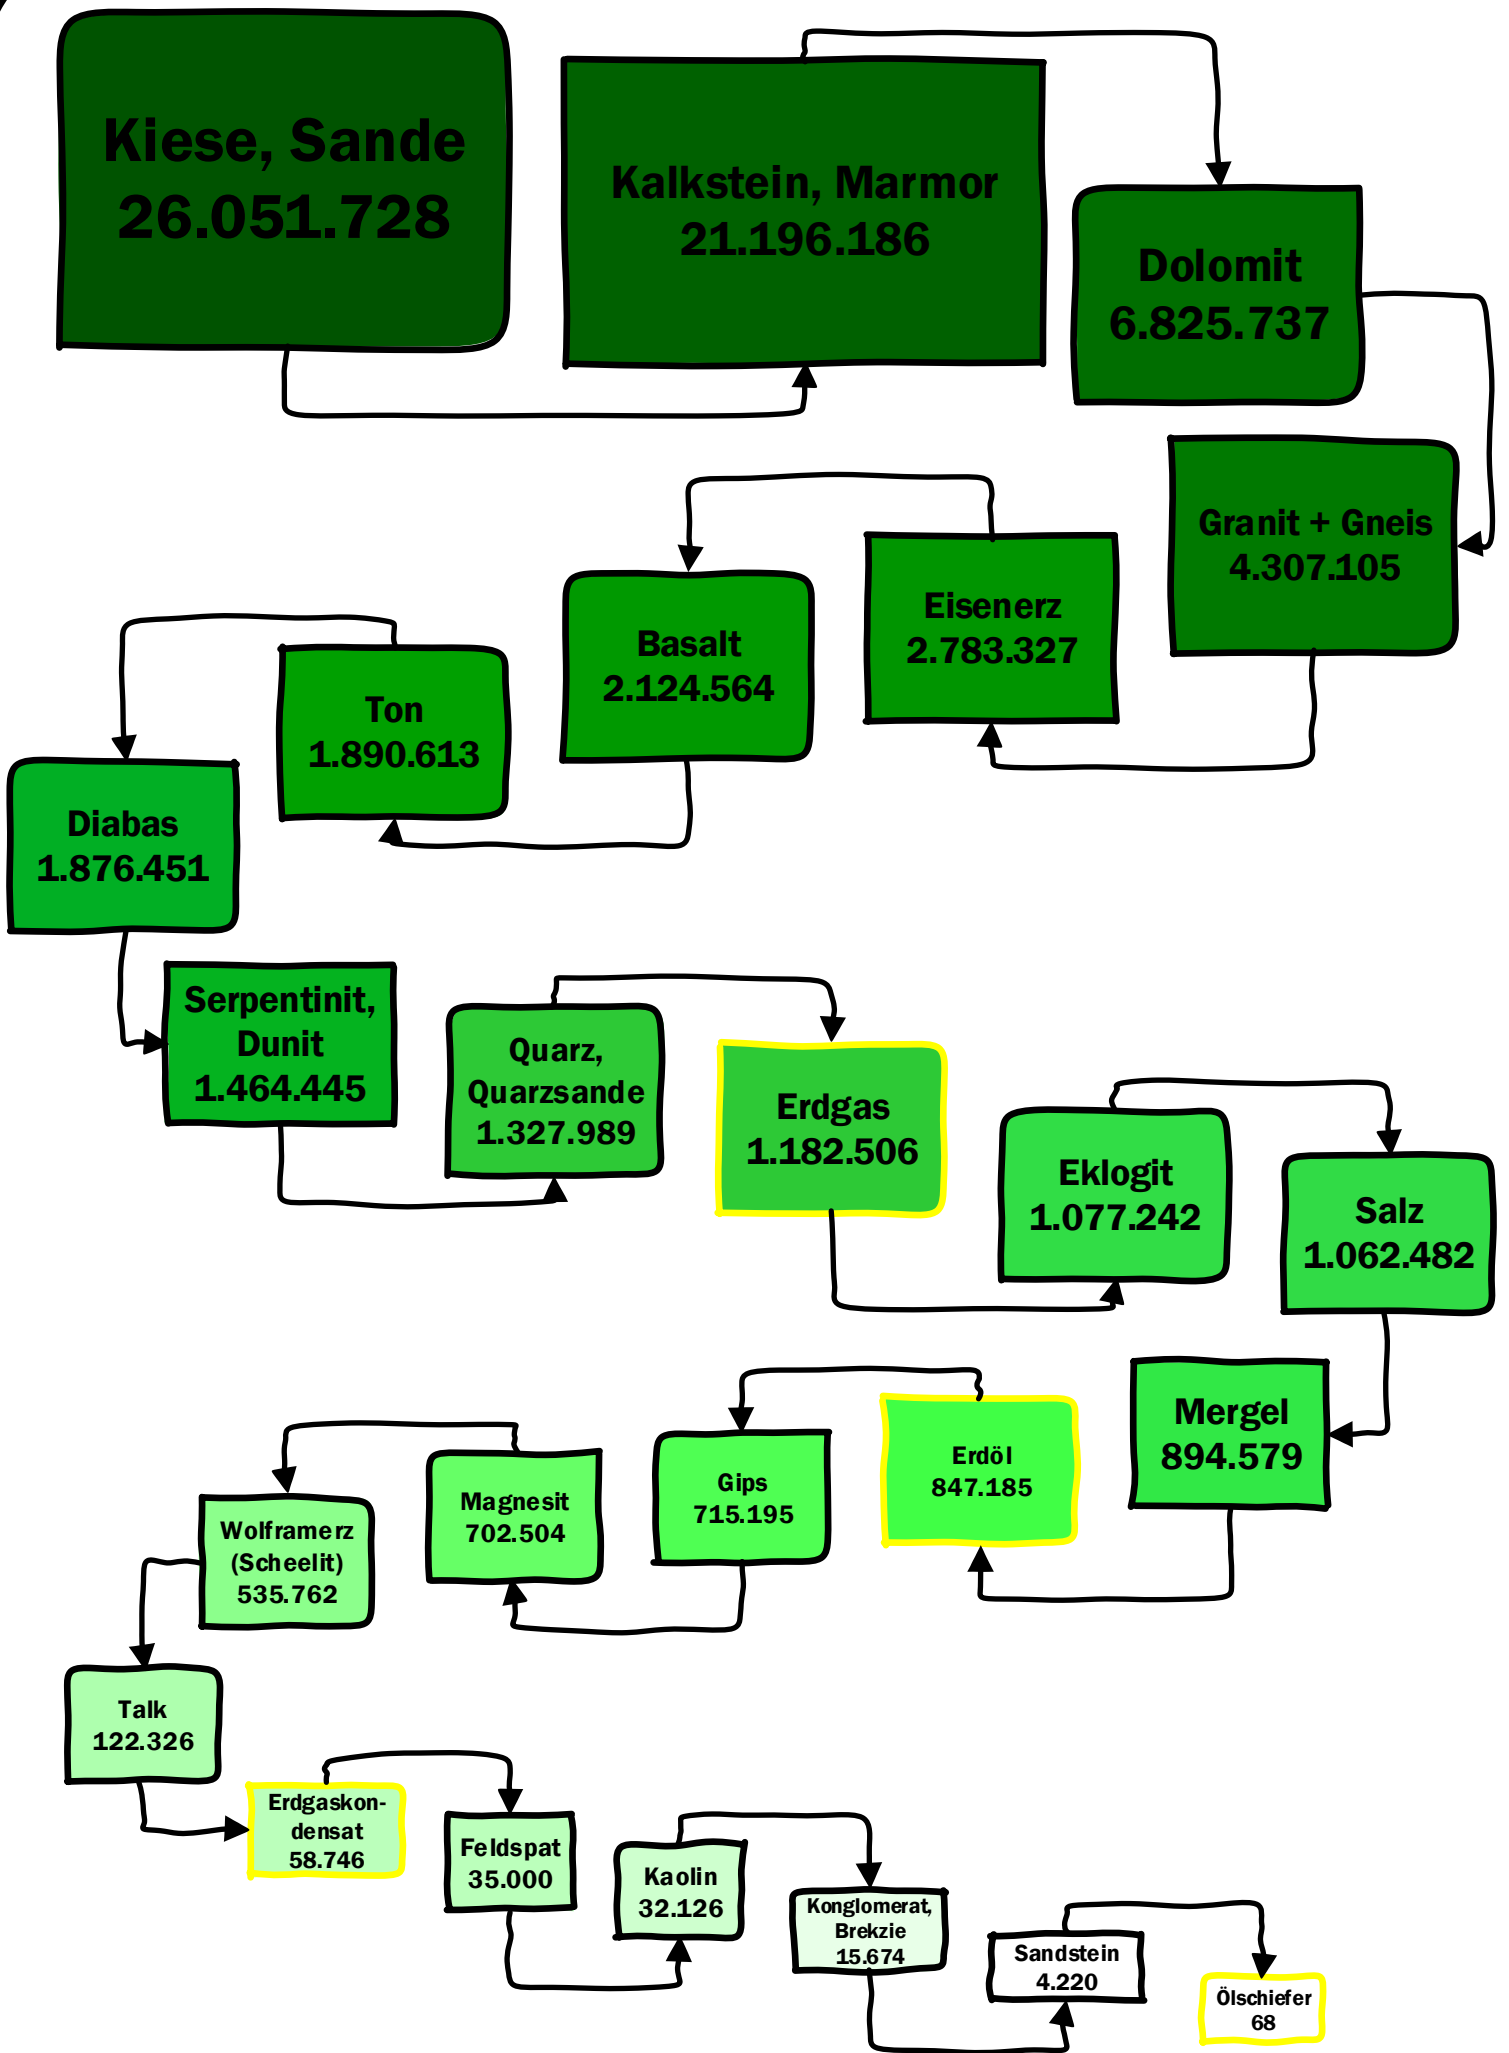 Kiese, Sande
26.051.728
Kalkstein, Marmor
21.196.186
Dolomit
6.825.737
Granit + Gneis
4.307.105
Eisenerz
2.783.327
Basalt
2.124.564
Ton
1.890.613
Diabas
1.876.451
Serpentinit,
Dunit
1.464.445
Quarz,
Quarzsande
1.327.989
Erdgas
1.182.506
Eklogit
1.077.242
Salz
1.062.482
Mergel
894.579
Erdöl
847.185
Gips
715.195
Magnesit
702.504
Wolframerz
(Scheelit)
535.762
Talk
122.326
Erdgaskon-
densat
58.746
Feldspat
35.000
Kaolin
32.126
Konglomerat,
Brekzie
15.674
Sandstein
4.220
Ölschiefer
68